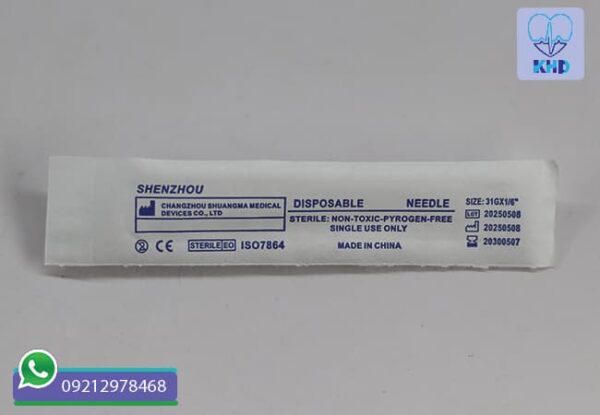 KHD
SHENZHOU
CHANGZHOU SHUANGMA MEDICAL
DEVICES CO., LTD
CE STERILE EO ISO7864
DISPOSABLE NEEDLE
STERILE: NON-TOXIC-PYROGEN-FREE
SINGLE USE ONLY
MADE IN CHINA
SIZE: 31GX1/6"
LOT 20250508
20250508
20300507
09212978468